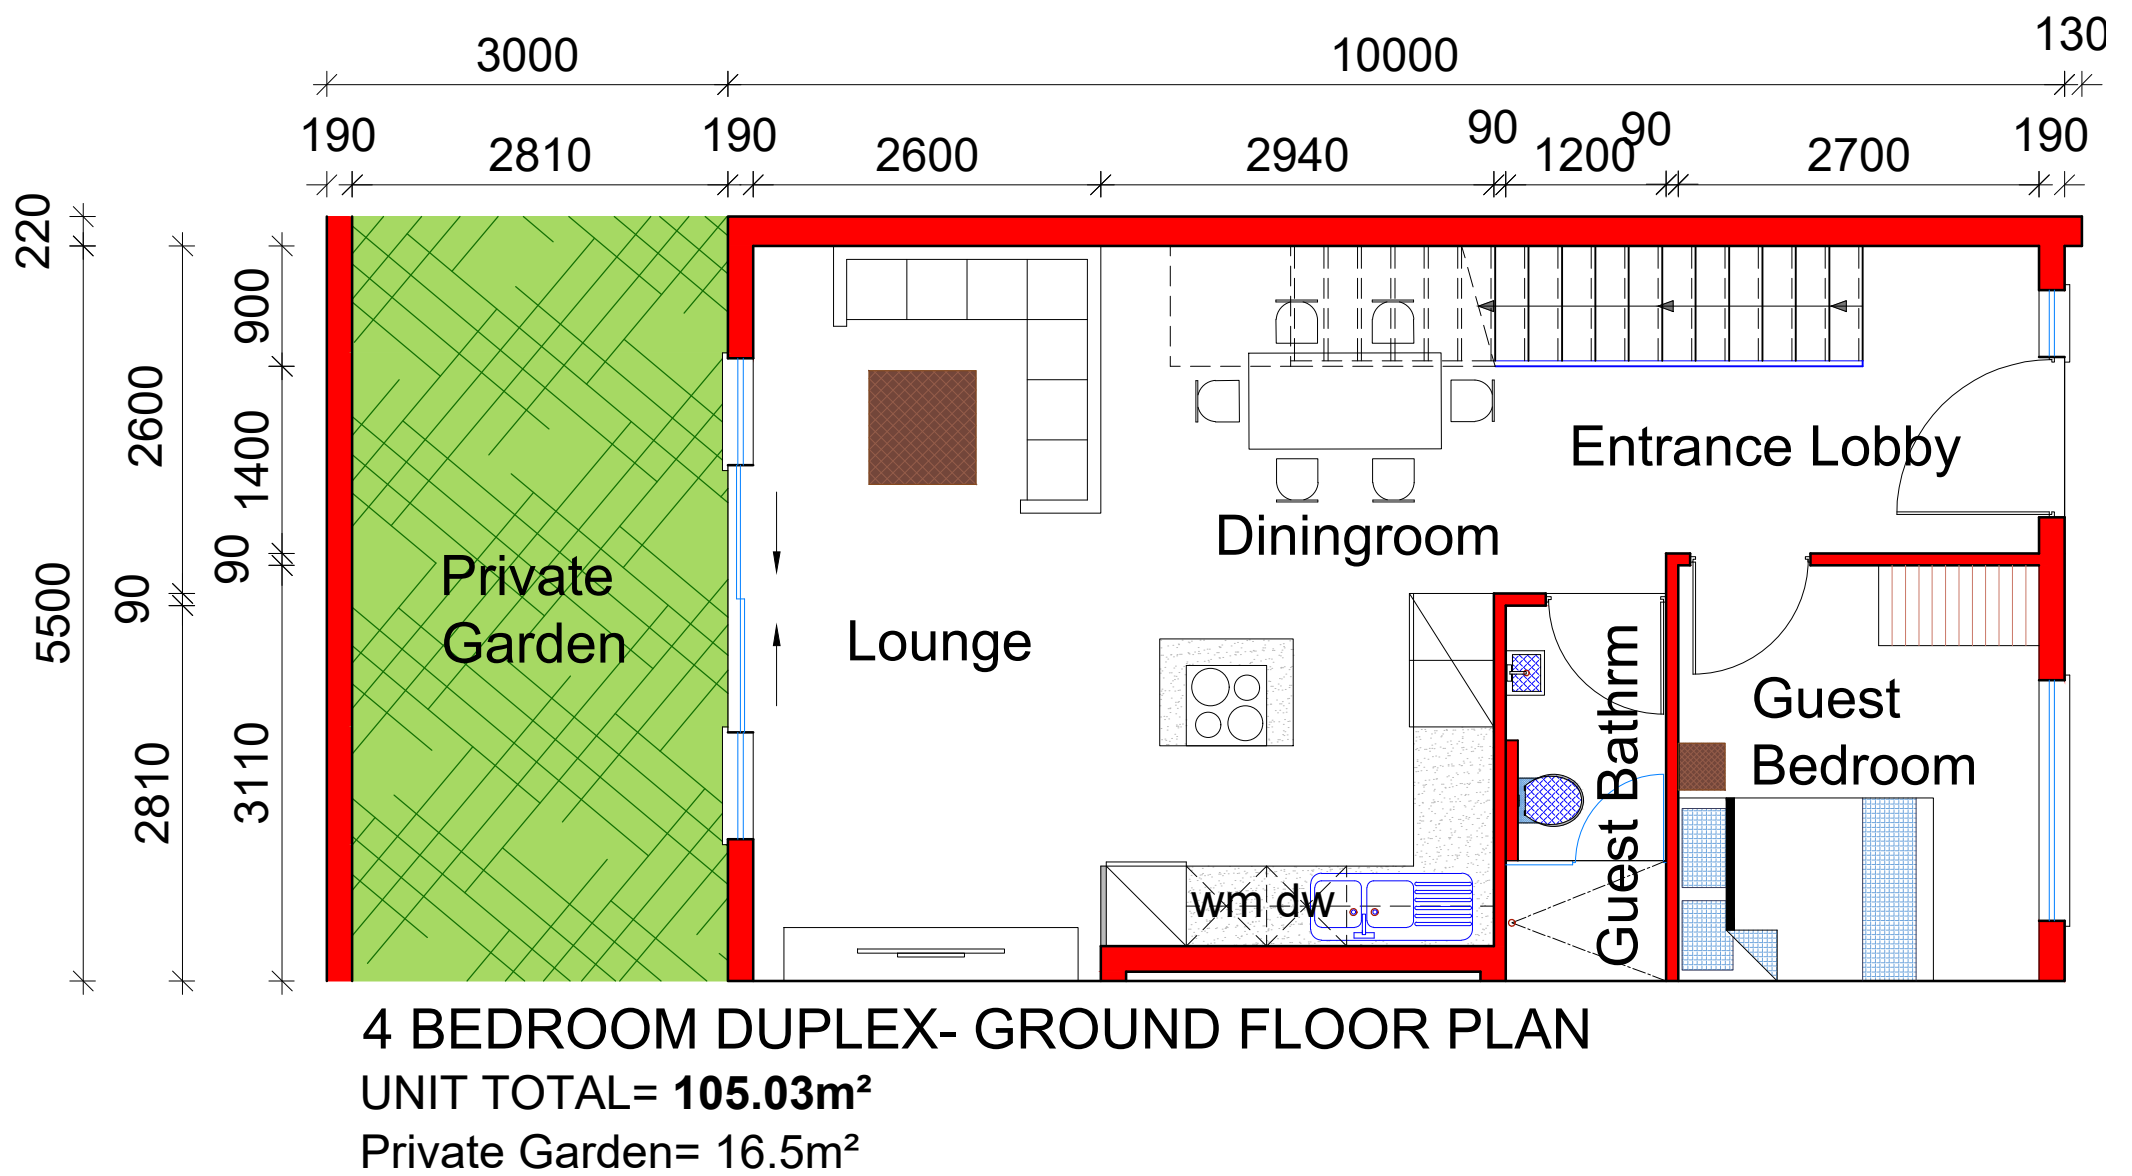 3000
10000
130
190
2810
190
2600
2940
90
1200
90
2700
190
220
5500
2600
90
2810
900
1400
90
3110
Entrance Lobby
Diningroom
Private
Garden
Lounge
Guest Bathrm
Guest
Bedroom
wm dw
4 BEDROOM DUPLEX- GROUND FLOOR PLAN
UNIT TOTAL= 105.03m²
Private Garden= 16.5m²